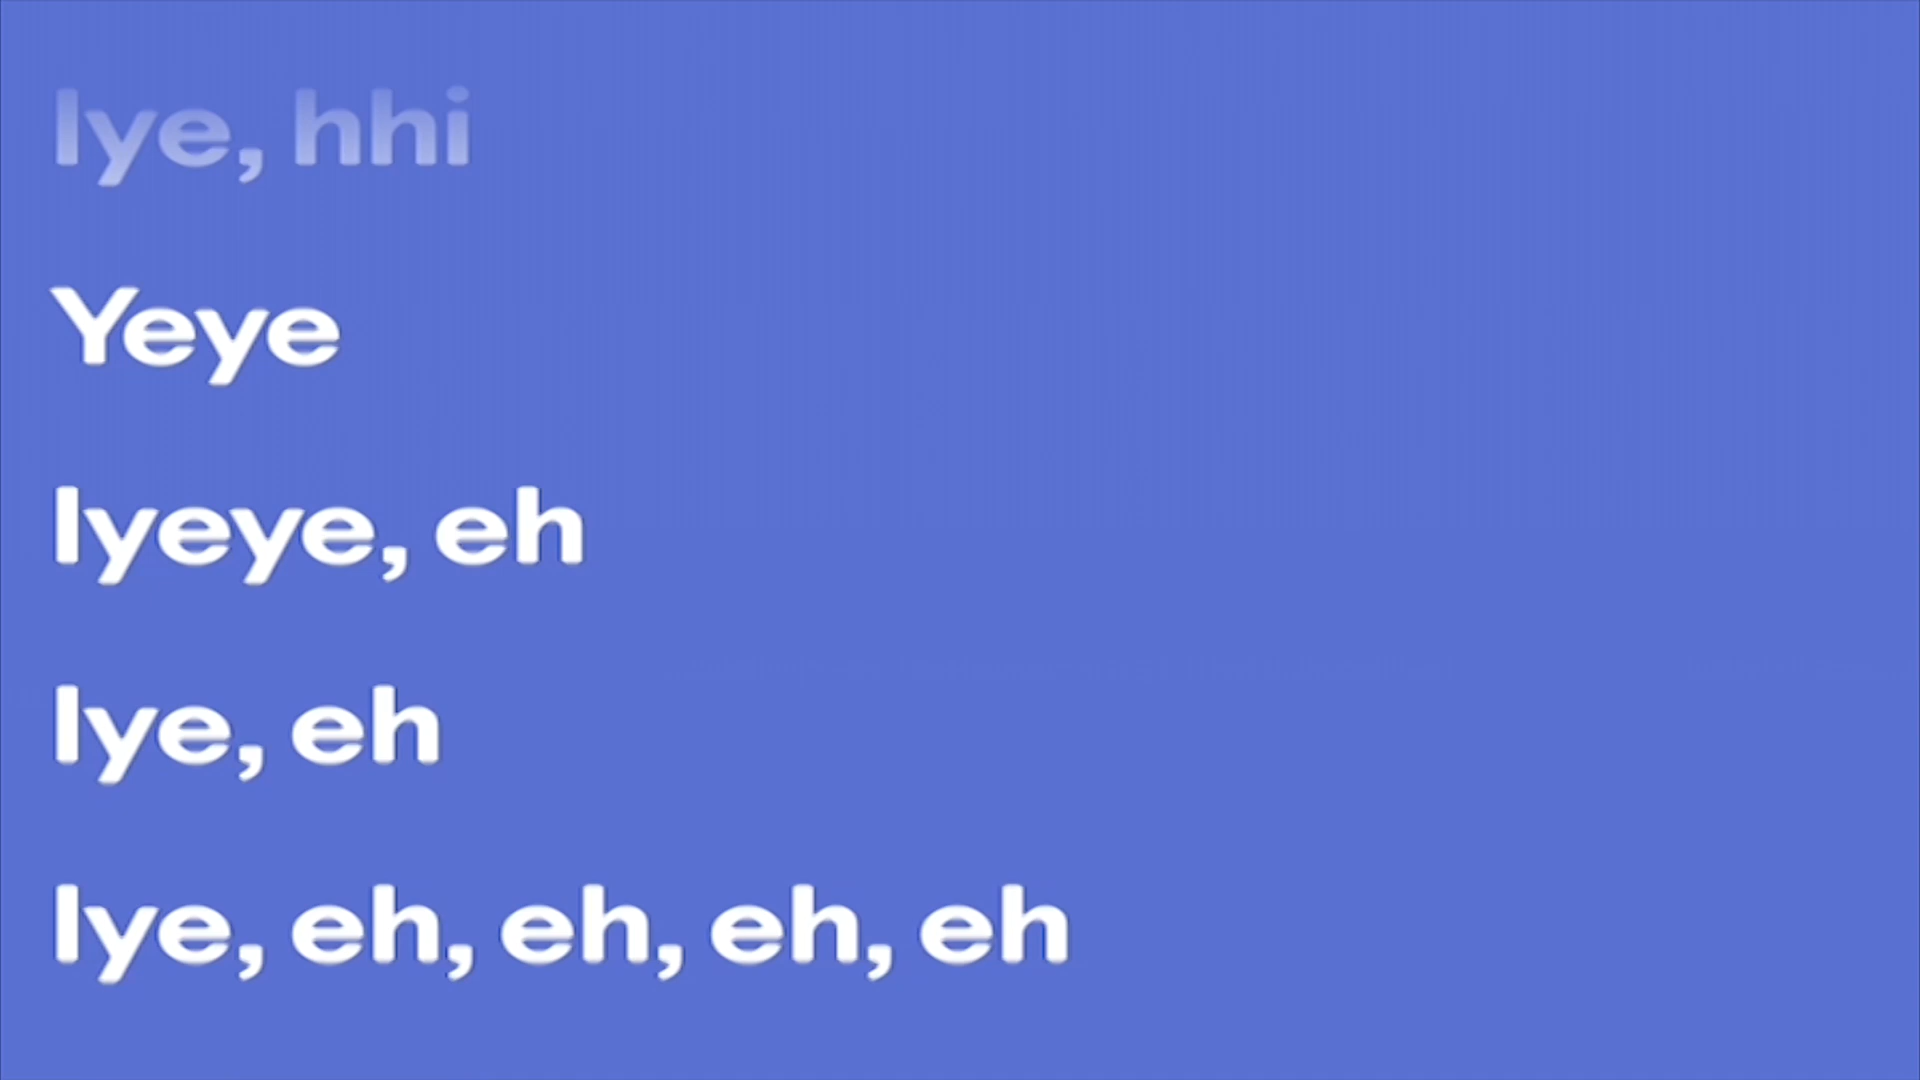 Iye, hhi
Yeye
Iyeye, eh
Iye, eh
Iye, eh, eh, eh, eh